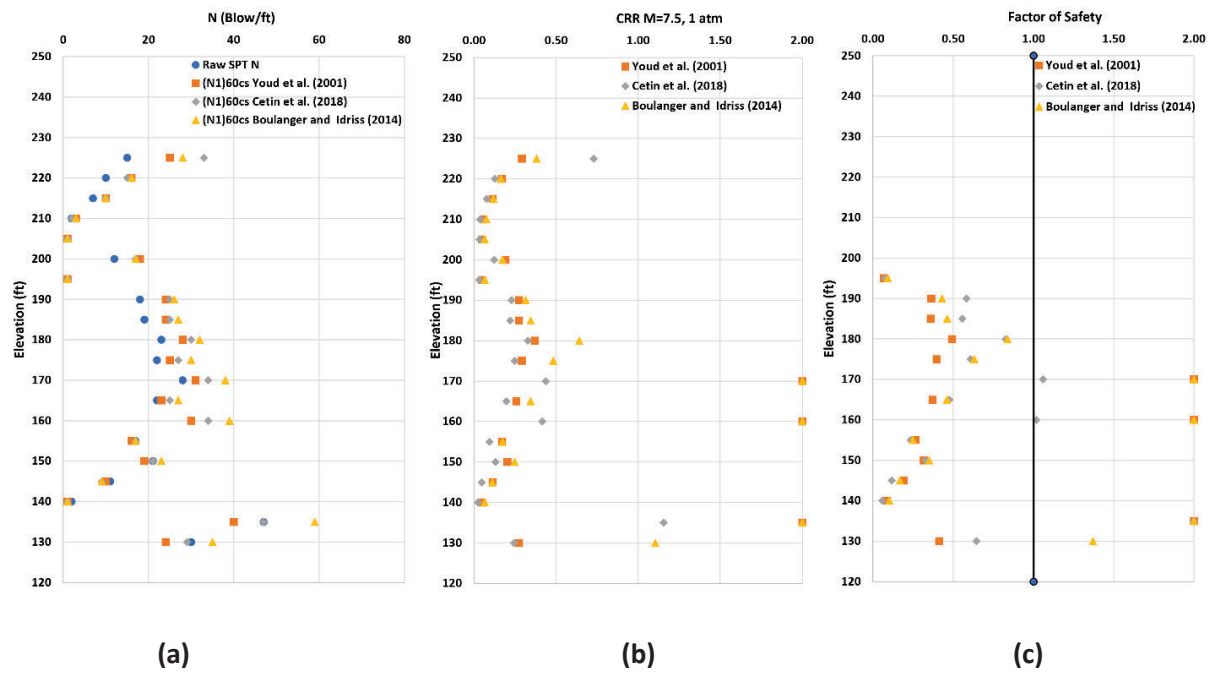 N (Blow/ft)
0 20 40 60 80
250
240
230
220
210
200
190
180
170
160
150
140
130
120
Elevation (ft)
Raw SPT N
(N1)60cs Youd et al. (2001)
(N1)60cs Cetin et al. (2018)
(N1)60cs Boulanger and Idriss (2014)
(a)
CRR M=7.5, 1 atm
0.00 0.50 1.00 1.50 2.00
250
240
230
220
210
200
190
180
170
160
150
140
130
120
Elevation (ft)
Youd et al. (2001)
Cetin et al. (2018)
Boulanger and Idriss (2014)
(b)
Factor of Safety
0.00 0.50 1.00 1.50 2.00
250
240
230
220
210
200
190
180
170
160
150
140
130
120
Elevation (ft)
Youd et al. (2001)
Cetin et al. (2018)
Boulanger and Idriss (2014)
(c)